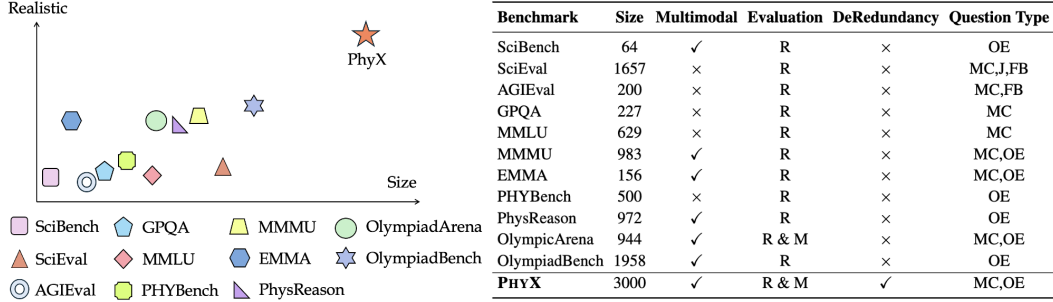 Realistic
PhyX
Size
SciBench GPQA MMMU OlympiadArena
SciEval MMLU EMMA OlympiadBench
AGIEval PHYBench PhysReason
Benchmark Size Multimodal Evaluation DeRedundancy Question Type
SciBench 64 ✓ R × OE
SciEval 1657 × R × MC,J,FB
AGIEval 200 × R × MC,FB
GPQA 227 × R × MC
MMLU 629 × R × MC
MMMU 983 ✓ R × MC,OE
EMMA 156 ✓ R × MC,OE
PHYBench 500 × R × OE
PhysReason 972 ✓ R × OE
OlympicArena 944 ✓ R & M × MC,OE
OlympiadBench 1958 ✓ R × OE
PHYX 3000 ✓ R & M ✓ MC,OE